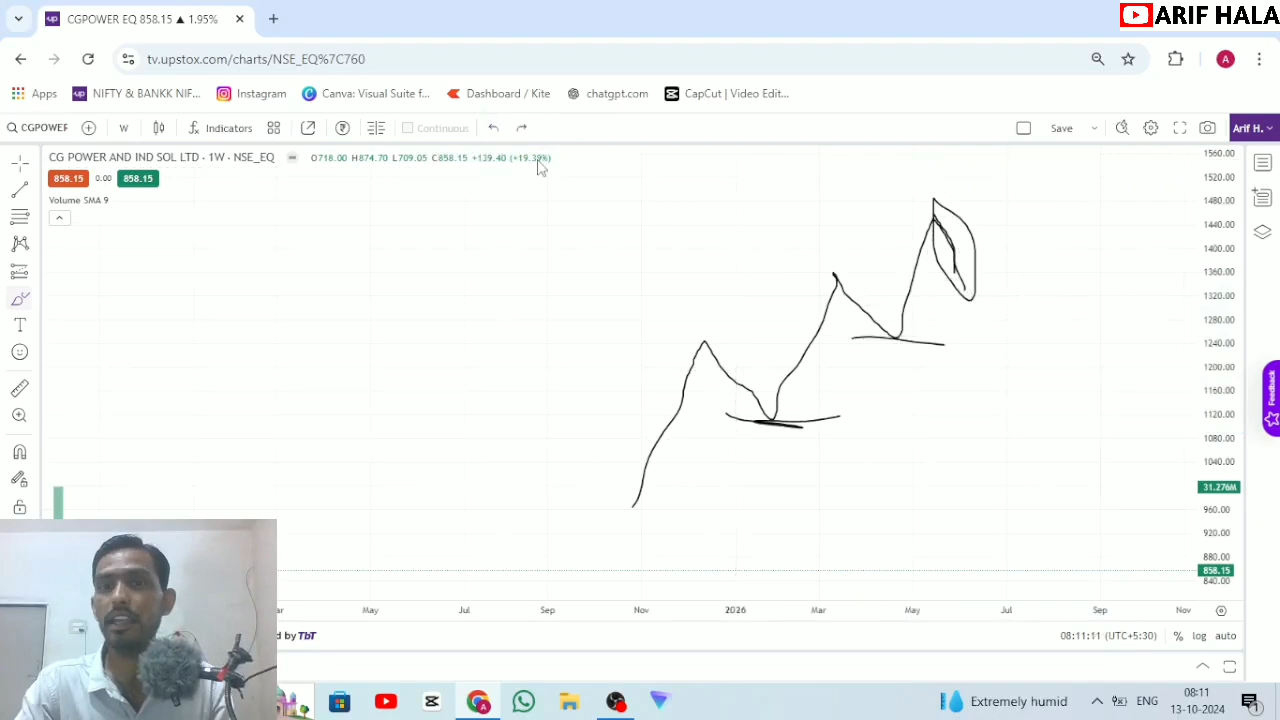 CGPOWER EQ 858.15 ▲ 1.95%
ARIF HALA
tv.upstox.com/charts/NSE_EQ%7C760
A
Apps
NIFTY & BANKK NIF...
Instagram
Canva: Visual Suite f...
Dashboard / Kite
chatgpt.com
CapCut | Video Edit...
CGPOWER
W
Indicators
Continuous
Save
Arif H.
CG POWER AND IND SOL LTD · 1W · NSE_EQ
O718.00 H874.70 L709.05 C858.15 +139.40 (+19.39%)
858.15 0.00 858.15
Volume SMA 9
1560.00
1520.00
1480.00
1440.00
1400.00
1360.00
1320.00
1280.00
1240.00
1200.00
1160.00
1120.00
1080.00
1040.00
31.276M
960.00
920.00
880.00
858.15
840.00
Feedback
May Jul Sep Nov 2026 Mar May Jul Sep Nov
by TbT
08:11:11 (UTC+5:30) % log auto
Extremely humid
ENG
08:11
13-10-2024